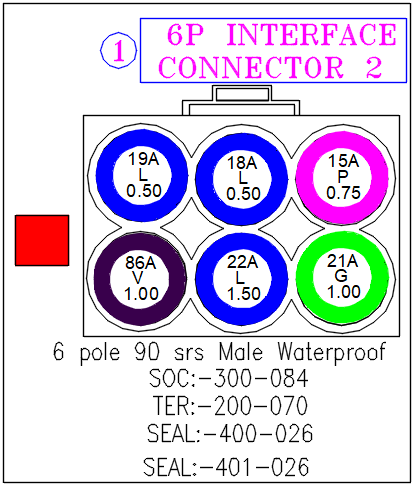 1
6P INTERFACE
CONNECTOR 2
19A
L
0.50
18A
L
0.50
15A
P
0.75
86A
V
1.00
22A
L
1.50
21A
G
1.00
6 pole 90 srs Male Waterproof
SOC:-300-084
TER:-200-070
SEAL:-400-026
SEAL:-401-026